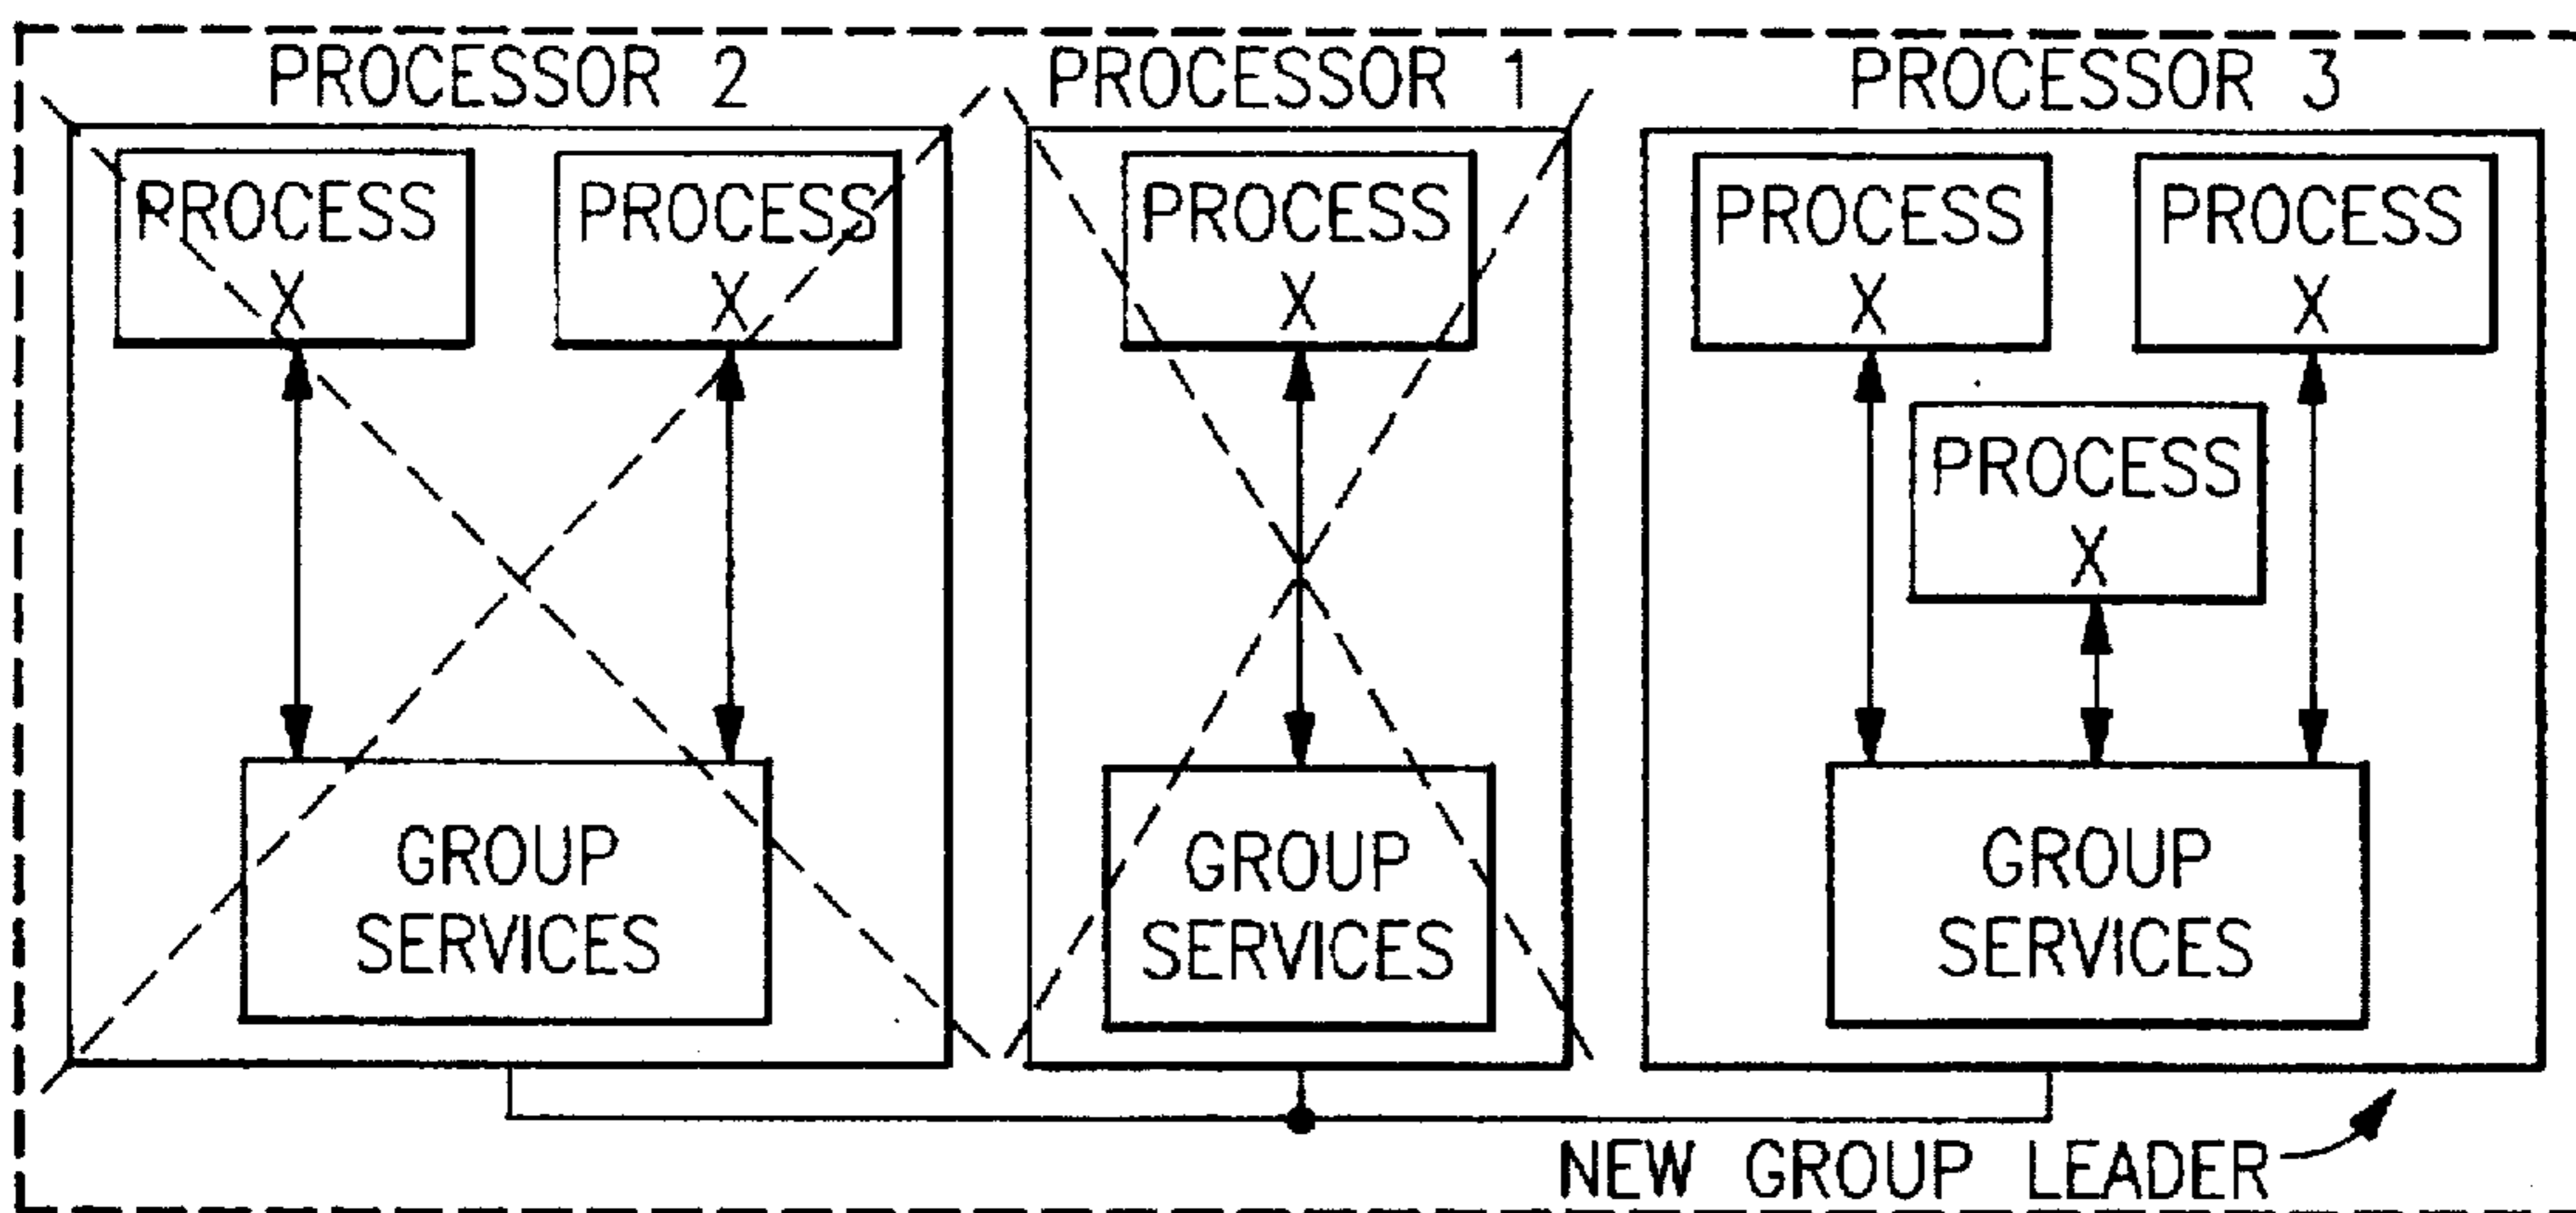 PROCESSOR 2
PROCESSOR 1
PROCESSOR 3
PROCESS
X
PROCESS
X
PROCESS
X
PROCESS
X
PROCESS
X
PROCESS
X
GROUP
SERVICES
GROUP
SERVICES
GROUP
SERVICES
NEW GROUP LEADER